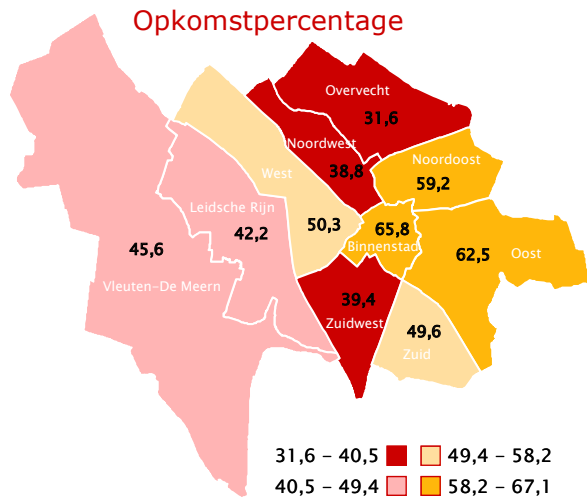 Opkomstpercentage
Overvecht
31,6
Noordwest
38,8
Noordoost
59,2
West
50,3
Leidsche Rijn
42,2
65,8
Binnenstad
45,6
Vleuten-De Meern
62,5
Oost
39,4
Zuidwest
49,6
Zuid
31,6 – 40,5
49,4 – 58,2
40,5 – 49,4
58,2 – 67,1